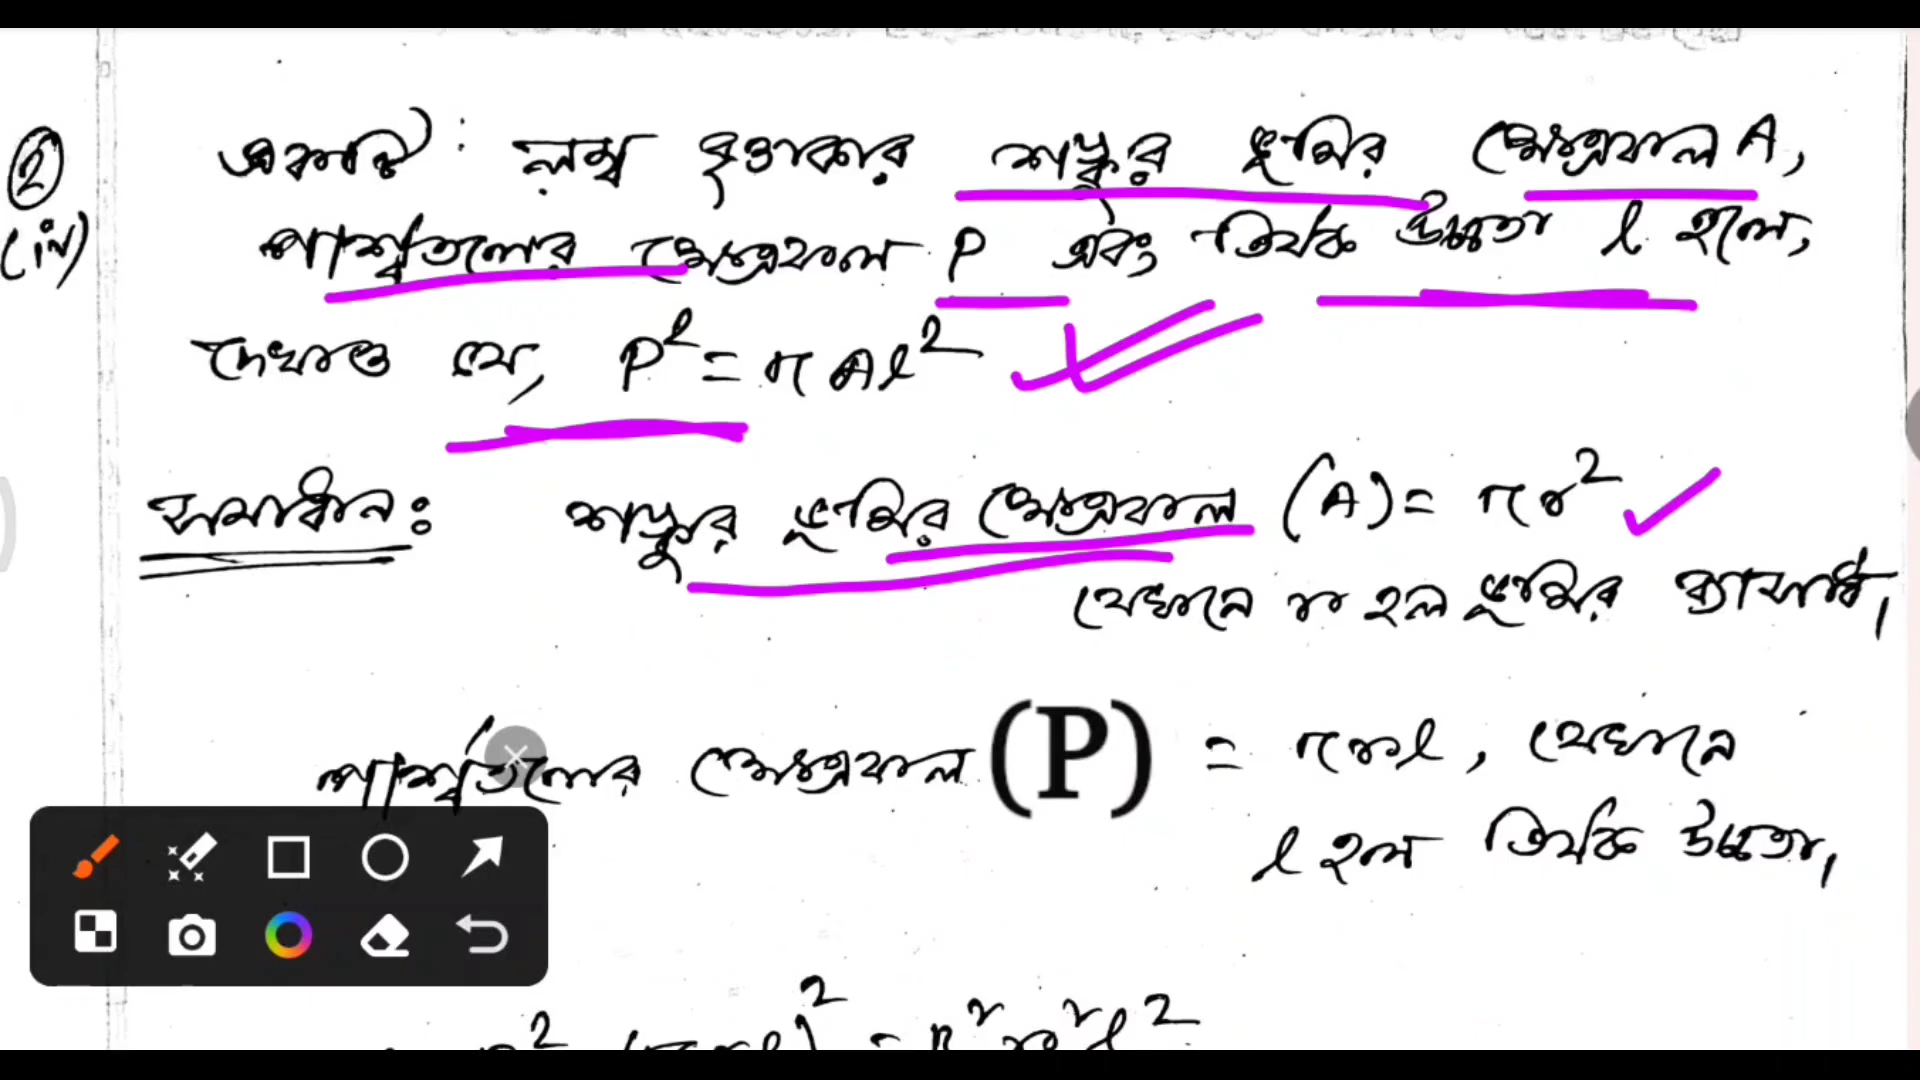 ② একটি লম্ব বৃত্তাকার শঙ্কুর ভূমির ক্ষেত্রফল A,
(iv) পার্শ্বতলের ক্ষেত্রফল P এবং তির্যক উচ্চতা l হলে,
দেখাও যে, P² = πAl²
সমাধানঃ শঙ্কুর ভূমির ক্ষেত্রফল (A) = πr²
যেখানে r হল ভূমির ব্যাসার্ধ,
পার্শ্বতলের ক্ষেত্রফল (P) = πrl, যেখানে
l হল তির্যক উচ্চতা,
= π²r²l²